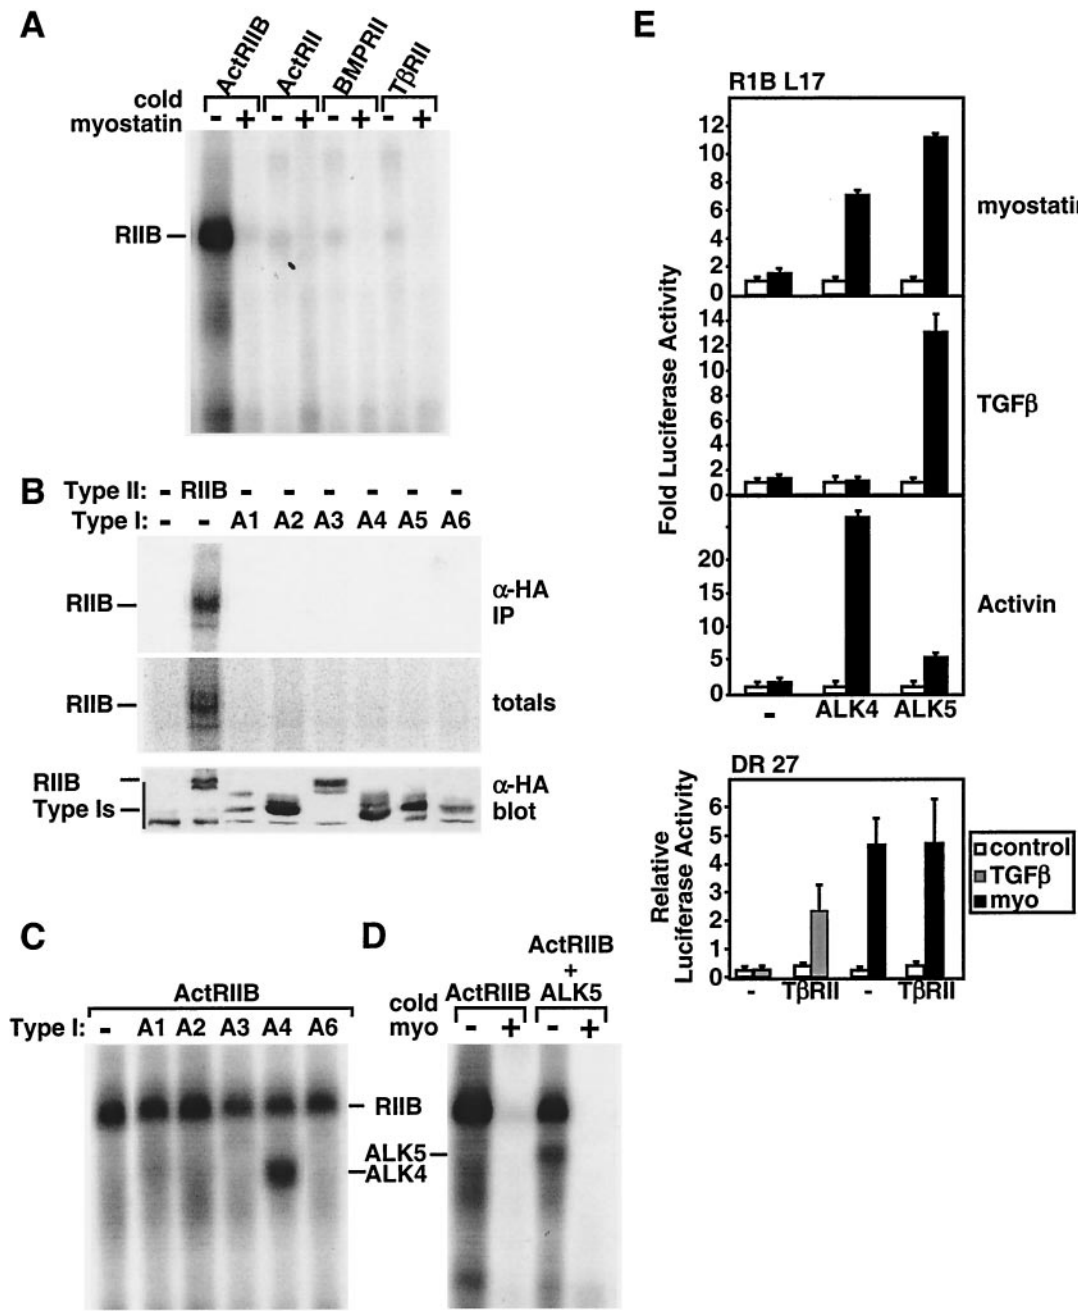 A
ActRIIB ActRII BMPRII TβRII
cold
myostatin - + - + - + - +
RIIB
B
Type II: - RIIB - - - - - -
Type I: - - A1 A2 A3 A4 A5 A6
RIIB
α-HA
IP
RIIB
totals
RIIB
Type Is
α-HA
blot
C
ActRIIB
Type I: - A1 A2 A3 A4 A6
RIIB
ALK4
D
ActRIIB
+
cold ActRIIB ALK5
myo - + - +
ALK5
E
R1B L17
Fold Luciferase Activity
12
10
8
6
4
2
0
myostatin
14
12
10
8
6
4
2
0
TGFβ
20
15
10
5
0
Activin
- ALK4 ALK5
DR 27
Relative
Luciferase Activity
6
5
4
3
2
1
0
- TβRII - TβRII
control
TGFβ
myo